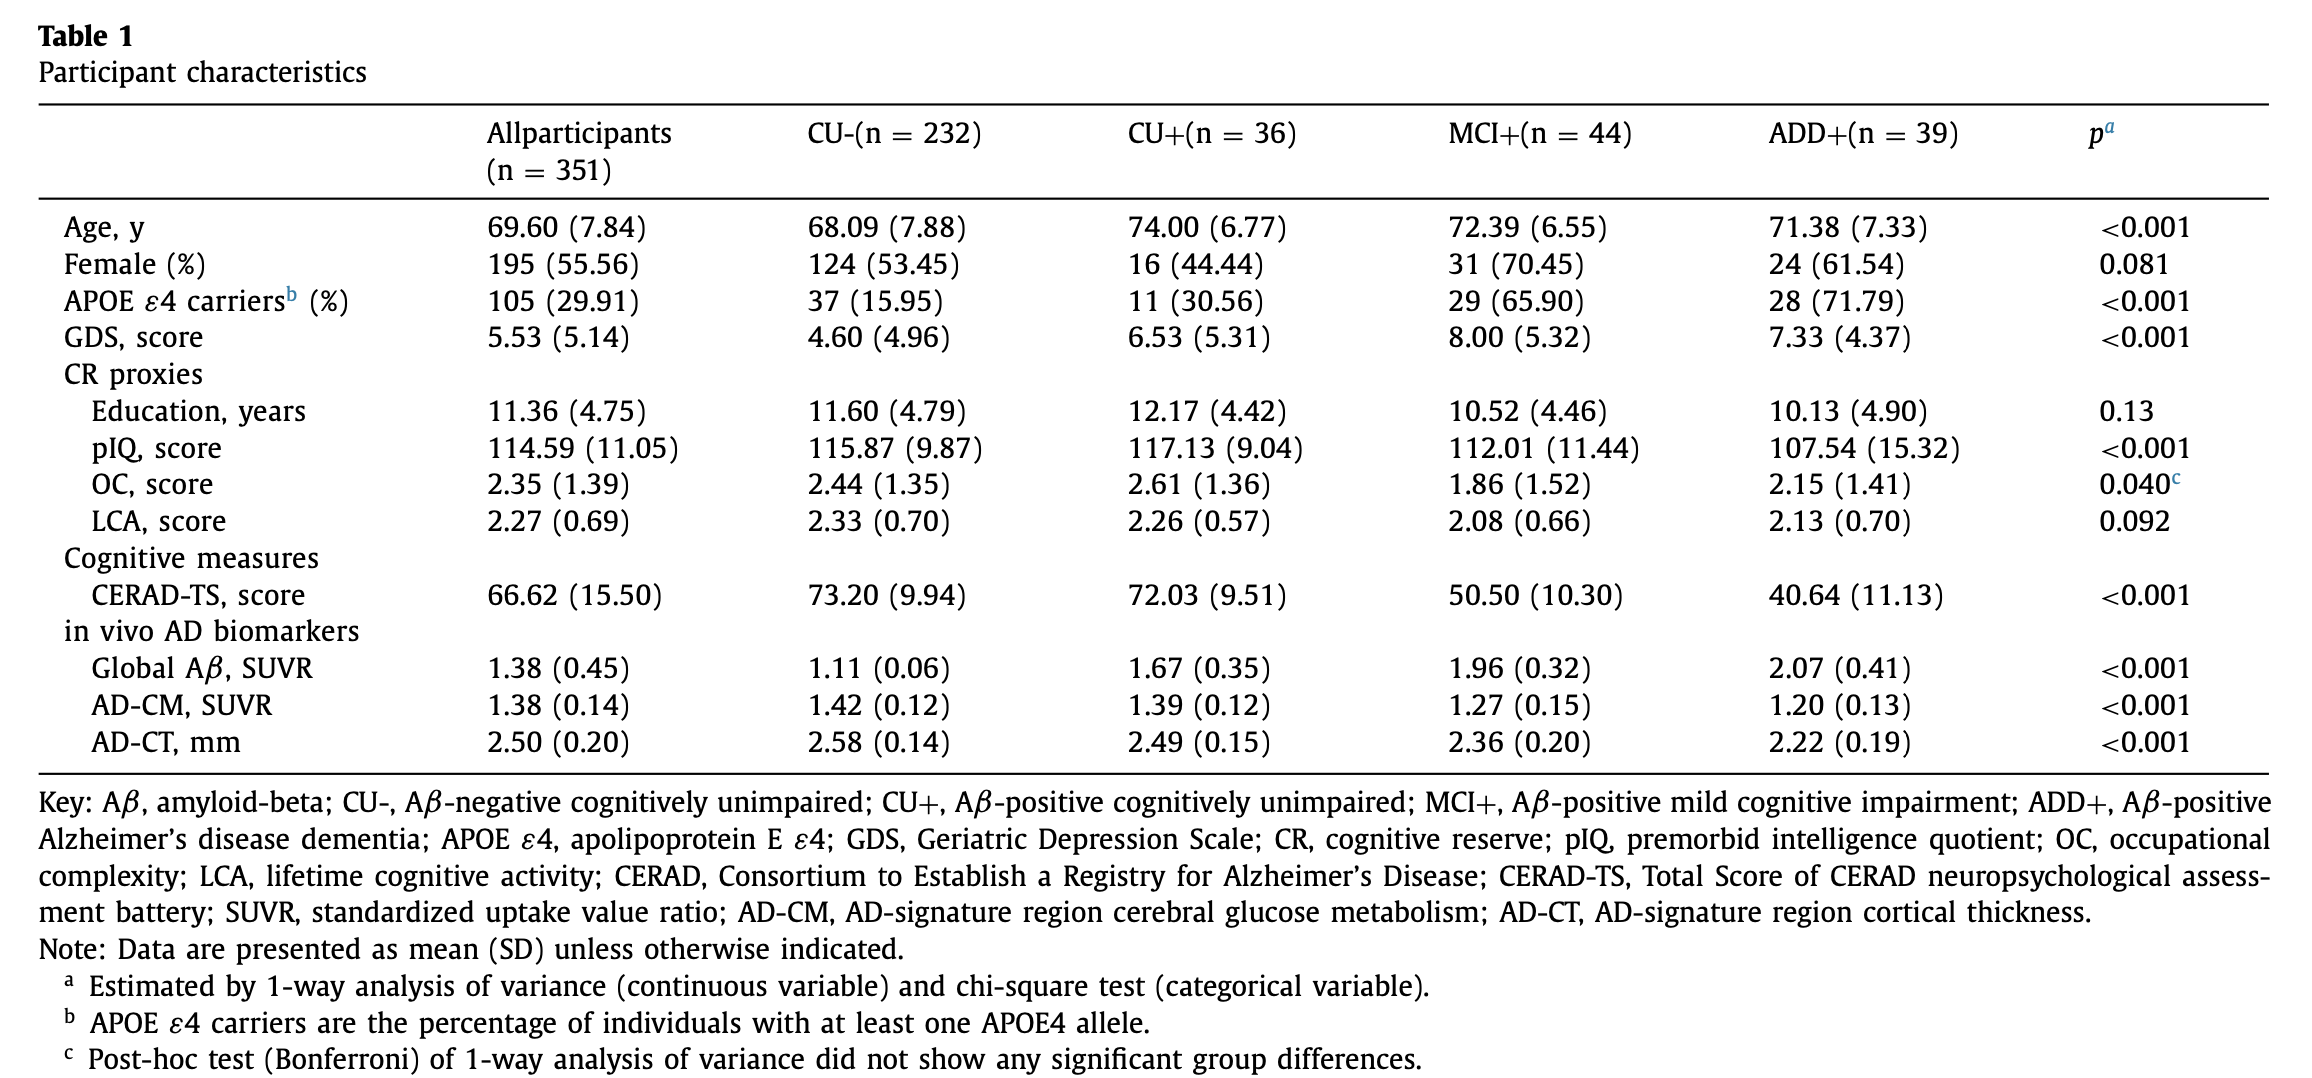 Table 1
Participant characteristics
Allparticipants (n = 351) CU-(n = 232) CU+(n = 36) MCI+(n = 44) ADD+(n = 39) pᵃ
Age, y 69.60 (7.84) 68.09 (7.88) 74.00 (6.77) 72.39 (6.55) 71.38 (7.33) <0.001
Female (%) 195 (55.56) 124 (53.45) 16 (44.44) 31 (70.45) 24 (61.54) 0.081
APOE ε4 carriersᵇ (%) 105 (29.91) 37 (15.95) 11 (30.56) 29 (65.90) 28 (71.79) <0.001
GDS, score 5.53 (5.14) 4.60 (4.96) 6.53 (5.31) 8.00 (5.32) 7.33 (4.37) <0.001
CR proxies
Education, years 11.36 (4.75) 11.60 (4.79) 12.17 (4.42) 10.52 (4.46) 10.13 (4.90) 0.13
pIQ, score 114.59 (11.05) 115.87 (9.87) 117.13 (9.04) 112.01 (11.44) 107.54 (15.32) <0.001
OC, score 2.35 (1.39) 2.44 (1.35) 2.61 (1.36) 1.86 (1.52) 2.15 (1.41) 0.040ᶜ
LCA, score 2.27 (0.69) 2.33 (0.70) 2.26 (0.57) 2.08 (0.66) 2.13 (0.70) 0.092
Cognitive measures
CERAD-TS, score 66.62 (15.50) 73.20 (9.94) 72.03 (9.51) 50.50 (10.30) 40.64 (11.13) <0.001
in vivo AD biomarkers
Global Aβ, SUVR 1.38 (0.45) 1.11 (0.06) 1.67 (0.35) 1.96 (0.32) 2.07 (0.41) <0.001
AD-CM, SUVR 1.38 (0.14) 1.42 (0.12) 1.39 (0.12) 1.27 (0.15) 1.20 (0.13) <0.001
AD-CT, mm 2.50 (0.20) 2.58 (0.14) 2.49 (0.15) 2.36 (0.20) 2.22 (0.19) <0.001
Key: Aβ, amyloid-beta; CU-, Aβ-negative cognitively unimpaired; CU+, Aβ-positive cognitively unimpaired; MCI+, Aβ-positive mild cognitive impairment; ADD+, Aβ-positive
Alzheimer's disease dementia; APOE ε4, apolipoprotein E ε4; GDS, Geriatric Depression Scale; CR, cognitive reserve; pIQ, premorbid intelligence quotient; OC, occupational
complexity; LCA, lifetime cognitive activity; CERAD, Consortium to Establish a Registry for Alzheimer's Disease; CERAD-TS, Total Score of CERAD neuropsychological assess-
ment battery; SUVR, standardized uptake value ratio; AD-CM, AD-signature region cerebral glucose metabolism; AD-CT, AD-signature region cortical thickness.
Note: Data are presented as mean (SD) unless otherwise indicated.
ᵃ Estimated by 1-way analysis of variance (continuous variable) and chi-square test (categorical variable).
ᵇ APOE ε4 carriers are the percentage of individuals with at least one APOE4 allele.
ᶜ Post-hoc test (Bonferroni) of 1-way analysis of variance did not show any significant group differences.